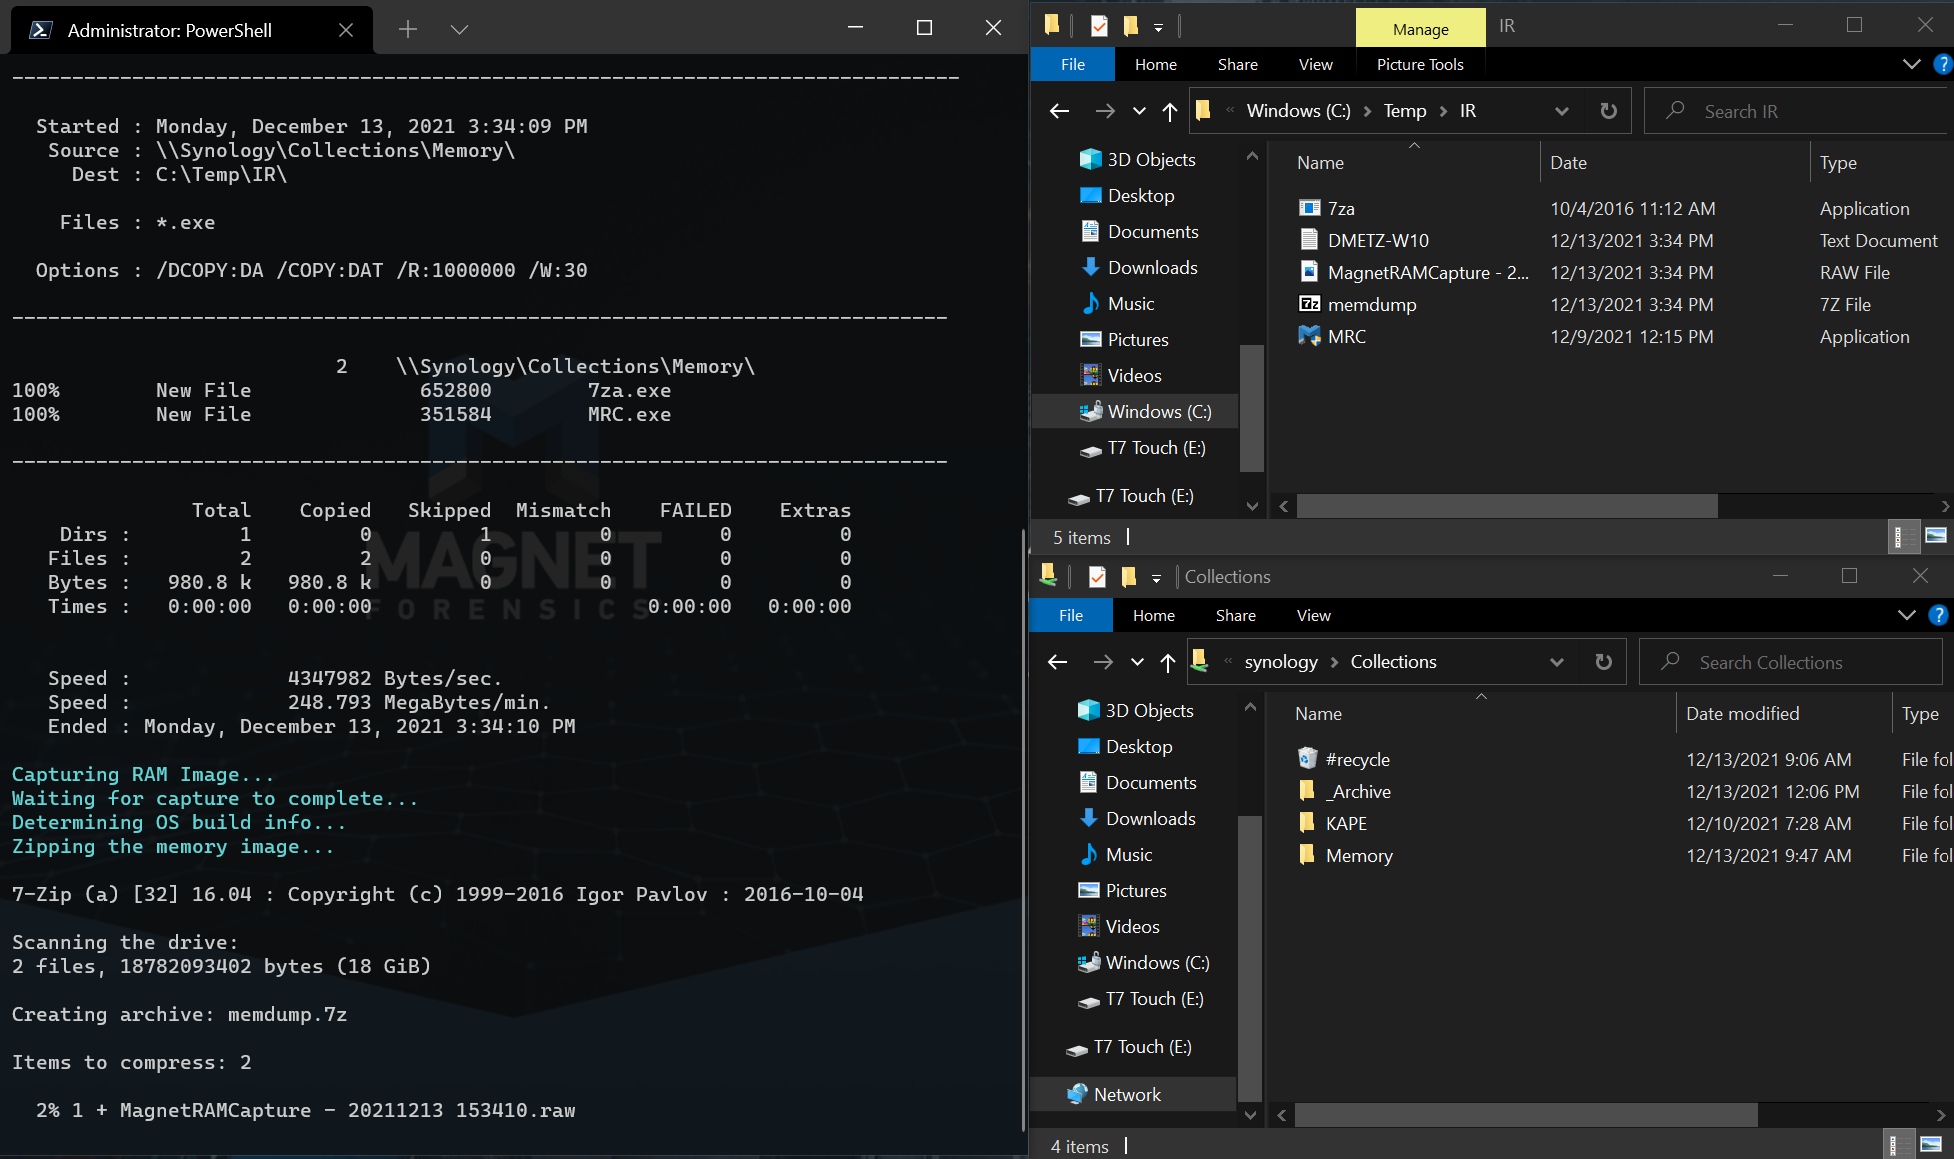 Administrator: PowerShell
--------------------------------------------------------------------------------
Started : Monday, December 13, 2021 3:34:09 PM
Source : \\Synology\Collections\Memory\
Dest : C:\Temp\IR\
Files : *.exe
Options : /DCOPY:DA /COPY:DAT /R:1000000 /W:30
------------------------------------------------------------------------------
2 \\Synology\Collections\Memory\
100% New File 652800 7za.exe
100% New File 351584 MRC.exe
------------------------------------------------------------------------------
Total Copied Skipped Mismatch FAILED Extras
Dirs : 1 0 1 0 0 0
Files : 2 2 0 0 0 0
Bytes : 980.8 k 980.8 k 0 0 0 0
Times : 0:00:00 0:00:00 0:00:00 0:00:00
MAGNET
FORENSICS
Speed : 4347982 Bytes/sec.
Speed : 248.793 MegaBytes/min.
Ended : Monday, December 13, 2021 3:34:10 PM
Capturing RAM Image...
Waiting for capture to complete...
Determining OS build info...
Zipping the memory image...
7-Zip (a) [32] 16.04 : Copyright (c) 1999-2016 Igor Pavlov : 2016-10-04
Scanning the drive:
2 files, 18782093402 bytes (18 GiB)
Creating archive: memdump.7z
Items to compress: 2
2% 1 + MagnetRAMCapture - 20211213 153410.raw
Manage IR
File Home Share View Picture Tools
« Windows (C:) > Temp > IR Search IR
3D Objects
Desktop
Documents
Downloads
Music
Pictures
Videos
Windows (C:)
T7 Touch (E:)
T7 Touch (E:)
Name Date Type
7za 10/4/2016 11:12 AM Application
DMETZ-W10 12/13/2021 3:34 PM Text Document
MagnetRAMCapture - 2... 12/13/2021 3:34 PM RAW File
memdump 12/13/2021 3:34 PM 7Z File
MRC 12/9/2021 12:15 PM Application
5 items
Collections
File Home Share View
« synology > Collections Search Collections
3D Objects
Desktop
Documents
Downloads
Music
Pictures
Videos
Windows (C:)
T7 Touch (E:)
T7 Touch (E:)
Network
Name Date modified Type
#recycle 12/13/2021 9:06 AM File fol
_Archive 12/13/2021 12:06 PM File fol
KAPE 12/10/2021 7:28 AM File fol
Memory 12/13/2021 9:47 AM File fol
4 items